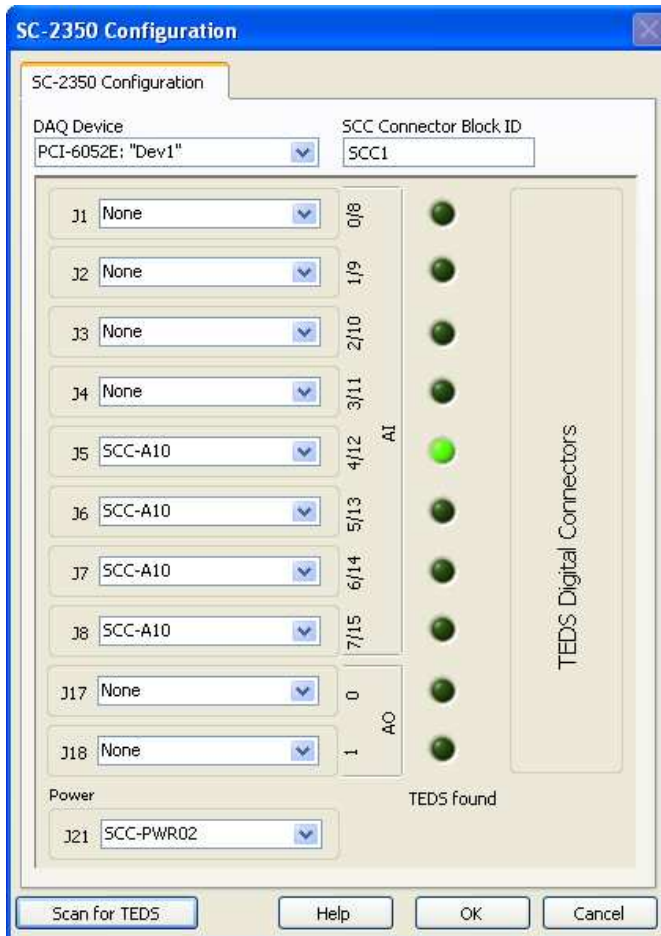 SC-2350 Configuration
SC-2350 Configuration
DAQ Device
SCC Connector Block ID
PCI-6052E: "Dev1"
SCC1
J1 None 0/8
J2 None 1/9
J3 None 2/10
J4 None 3/11
AI
J5 SCC-A10 4/12
J6 SCC-A10 5/13
J7 SCC-A10 6/14
J8 SCC-A10 7/15
TEDS Digital Connectors
J17 None 0
AO
J18 None 1
Power
TEDS found
J21 SCC-PWR02
Scan for TEDS
Help
OK
Cancel